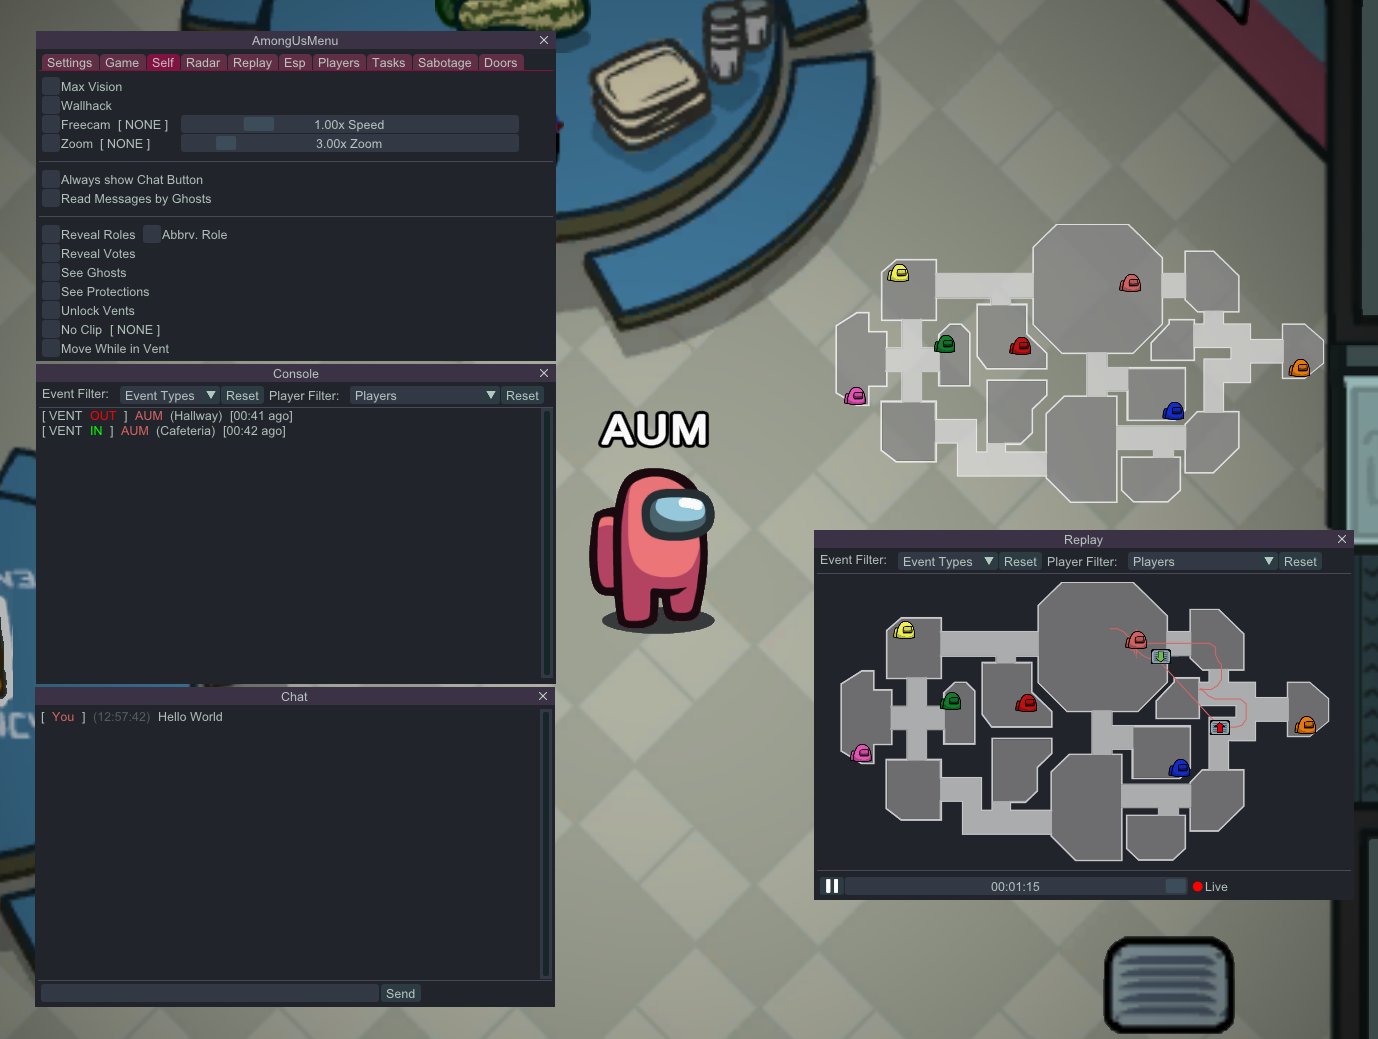 AmongUsMenu
Settings Game Self Radar Replay Esp Players Tasks Sabotage Doors
Max Vision
Wallhack
Freecam [ NONE ] 1.00x Speed
Zoom [ NONE ] 3.00x Zoom
Always show Chat Button
Read Messages by Ghosts
Reveal Roles Abbrv. Role
Reveal Votes
See Ghosts
See Protections
Unlock Vents
No Clip [ NONE ]
Move While in Vent
Console
Event Filter: Event Types Reset Player Filter: Players Reset
[ VENT OUT ] AUM (Hallway) [00:41 ago]
[ VENT IN ] AUM (Cafeteria) [00:42 ago]
Chat
[ You ] (12:57:42) Hello World
Send
AUM
Replay
Event Filter: Event Types Reset Player Filter: Players Reset
00:01:15 Live